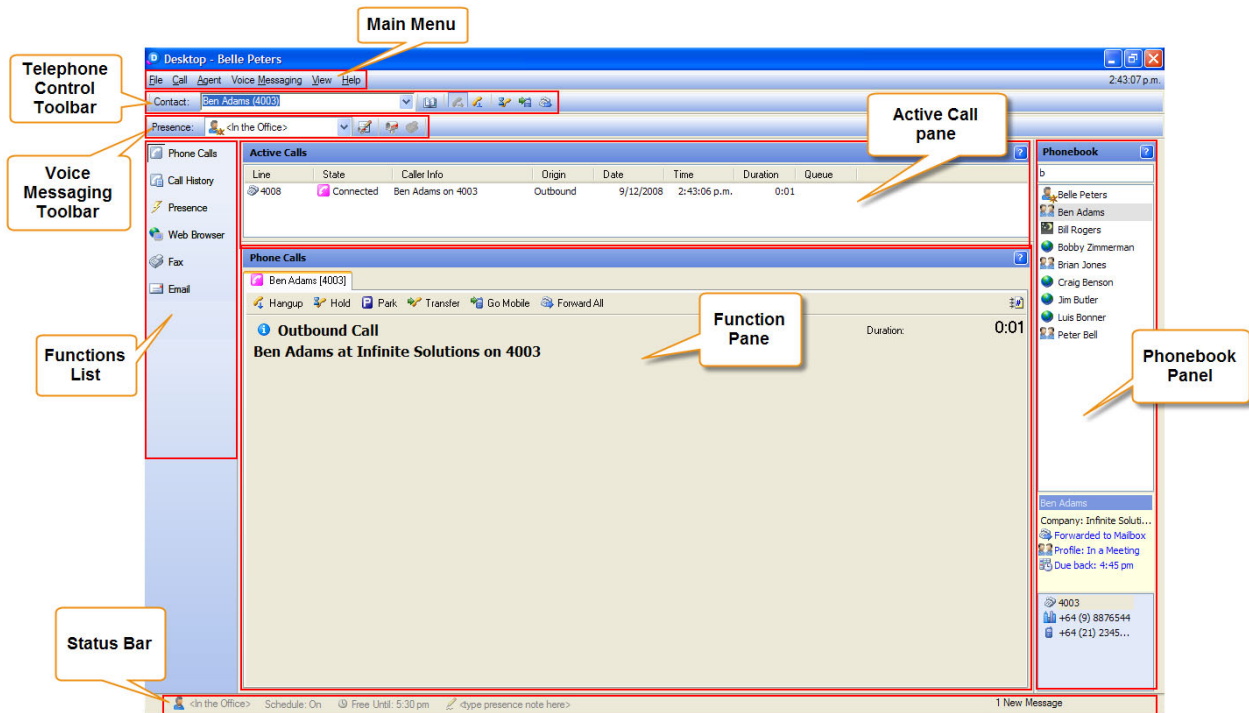 Main Menu
Desktop - Belle Peters
Telephone
Control
Toolbar
File Call Agent Voice Messaging View Help
2:43:07 p.m.
Contact: Ben Adams (4003)
Presence: <In the Office>
Voice
Messaging
Toolbar
Active Call
pane
Phone Calls
Call History
Presence
Web Browser
Fax
Email
Functions
List
Active Calls
Line State Caller Info Origin Date Time Duration Queue
4008 Connected Ben Adams on 4003 Outbound 9/12/2008 2:43:06 p.m. 0:01
Phone Calls
Ben Adams [4003]
Hangup Hold Park Transfer Go Mobile Forward All
Outbound Call
Duration: 0:01
Ben Adams at Infinite Solutions on 4003
Function
Pane
Phonebook
b
Belle Peters
Ben Adams
Bill Rogers
Bobby Zimmerman
Brian Jones
Craig Benson
Jim Butler
Luis Bonner
Peter Bell
Phonebook
Panel
Ben Adams
Company: Infinite Soluti...
Forwarded to Mailbox
Profile: In a Meeting
Due back: 4:45 pm
4003
+64 (9) 8876544
+64 (21) 2345...
Status Bar
<In the Office> Schedule: On Free Until: 5:30 pm <type presence note here> 1 New Message